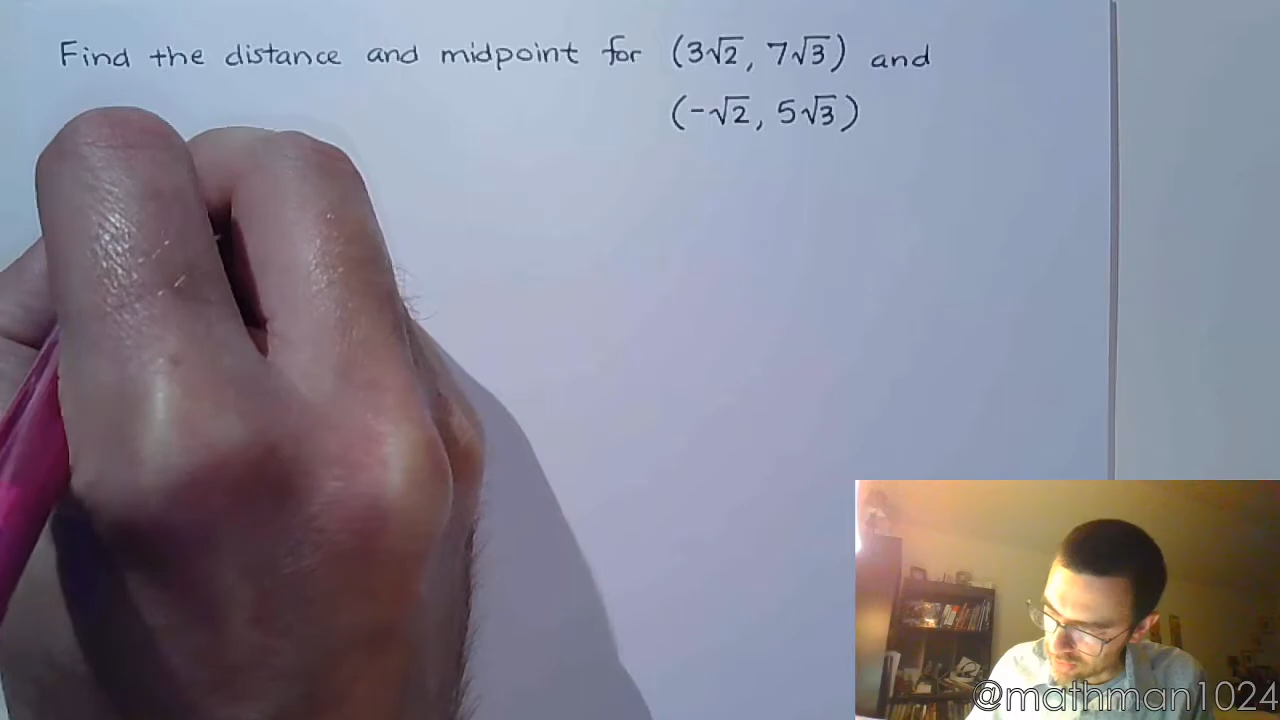 Find the distance and midpoint for (3√2, 7√3) and
(-√2, 5√3)
@mathman1024